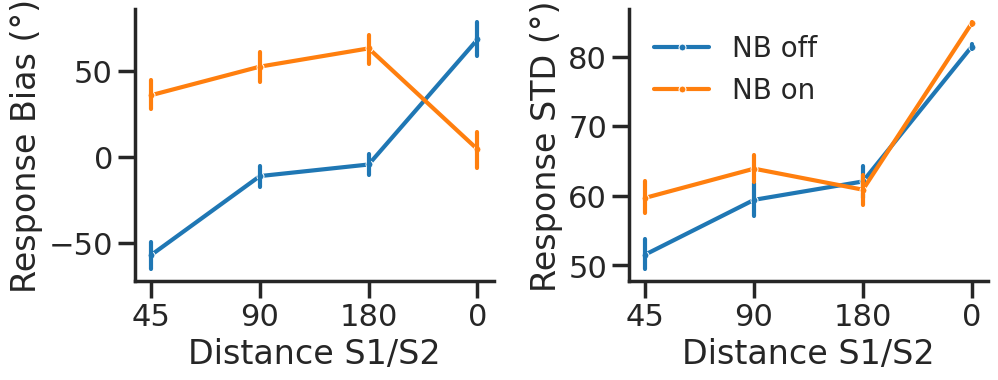 Response Bias (°)
50
0
−50
45 90 180 0
Distance S1/S2
Response STD (°)
80
70
60
50
NB off
NB on
45 90 180 0
Distance S1/S2